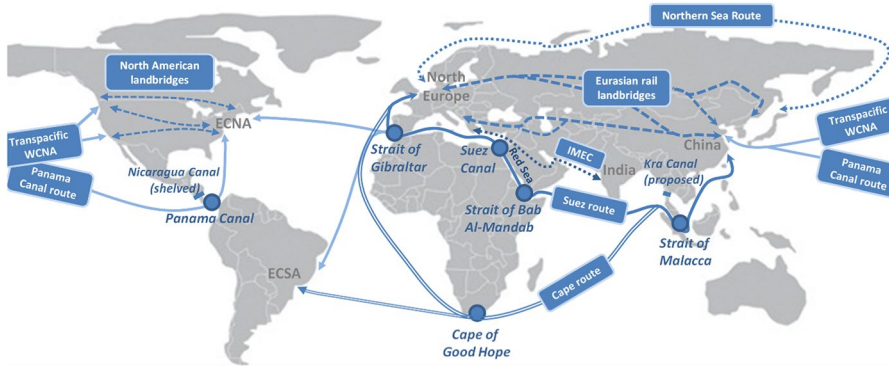 Northern Sea Route
North American
landbridges
North
Europe
Eurasian rail
landbridges
ECNA
Transpacific
WCNA
Transpacific
WCNA
Strait of
Gibraltar
Suez
Canal
Red Sea
IMEC
India
China
Kra Canal
(proposed)
Nicaragua Canal
(shelved)
Panama
Canal route
Panama
Canal route
Panama Canal
Strait of Bab
Al-Mandab
Suez route
Strait of
Malacca
ECSA
Cape route
Cape of
Good Hope